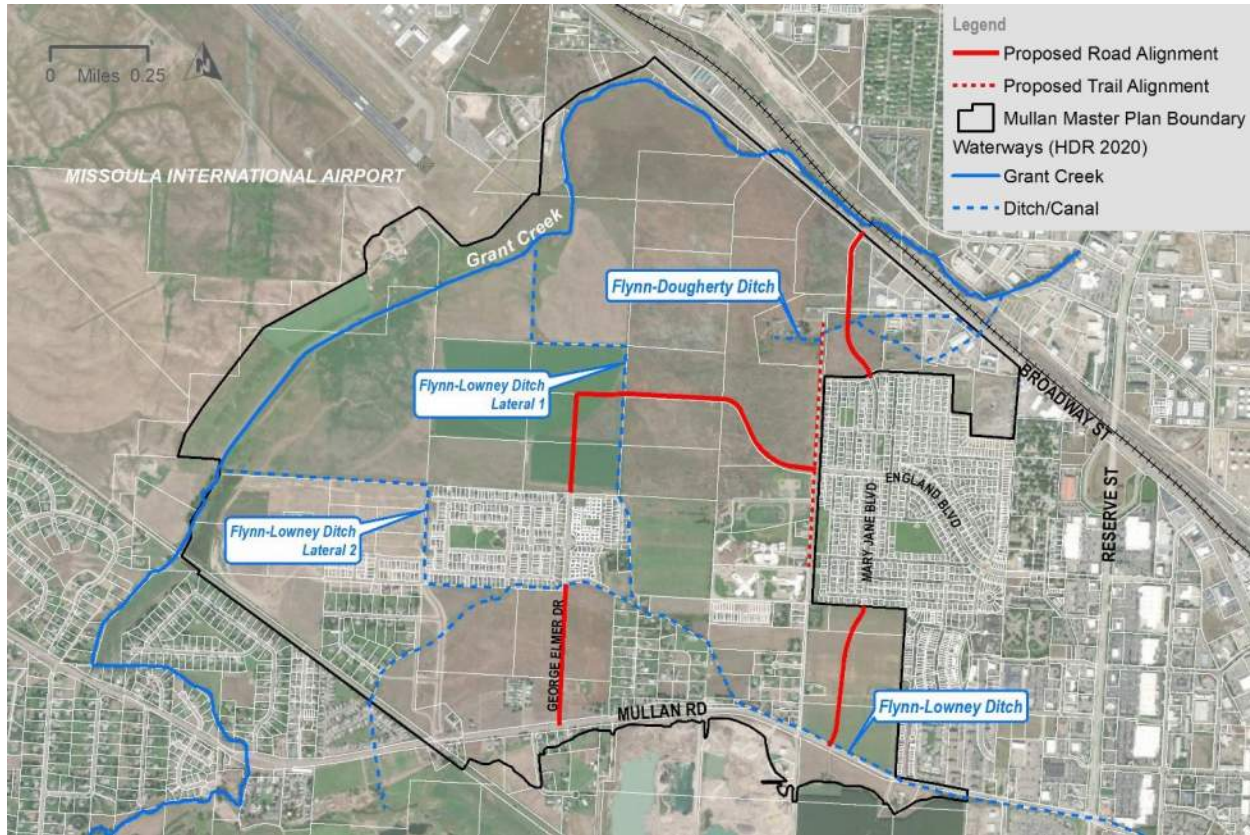 0 Miles 0.25
N
Legend
Proposed Road Alignment
Proposed Trail Alignment
Mullan Master Plan Boundary
Waterways (HDR 2020)
Grant Creek
Ditch/Canal
MISSOULA INTERNATIONAL AIRPORT
Grant Creek
Flynn-Dougherty Ditch
Flynn-Lowney Ditch
Lateral 1
BROADWAY ST
Flynn-Lowney Ditch
Lateral 2
MARY JANE BLVD
ENGLAND BLVD
RESERVE ST
GEORGE ELMER DR
MULLAN RD
Flynn-Lowney Ditch